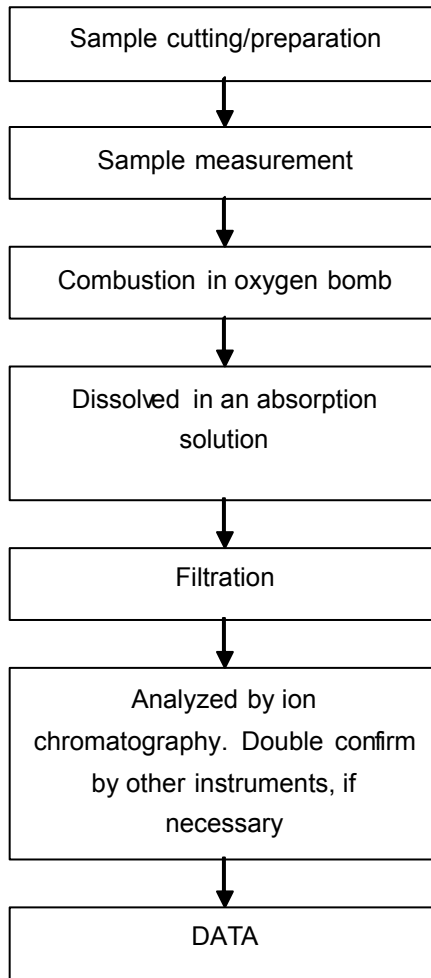 Sample cutting/preparation
Sample measurement
Combustion in oxygen bomb
Dissolved in an absorption
solution
Filtration
Analyzed by ion
chromatography. Double confirm
by other instruments, if
necessary
DATA